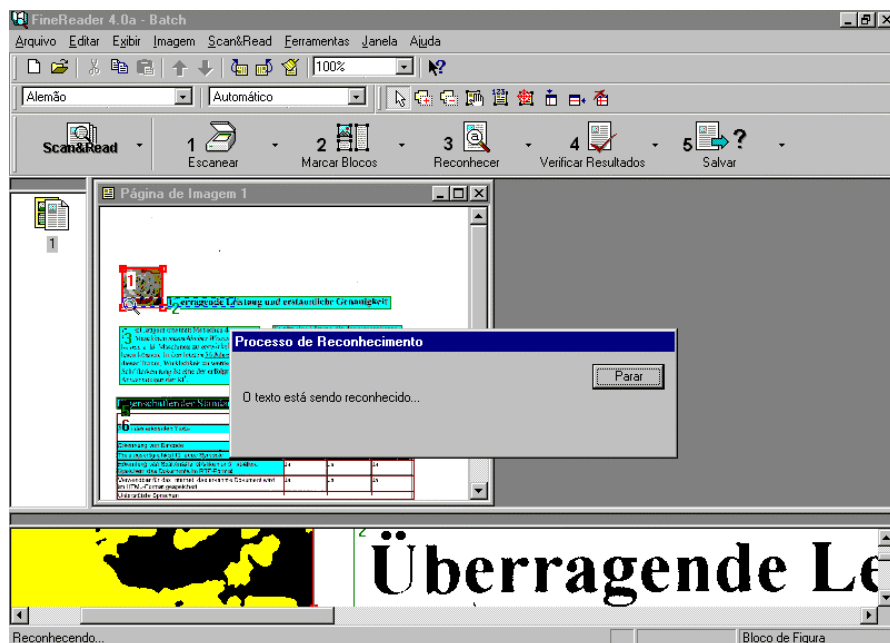 FineReader 4.0a - Batch
Arquivo Editar Exibir Imagem Scan&Read Ferramentas Janela Ajuda
100%
Alemão Automático
Scan&Read 1 Escanear 2 Marcar Blocos 3 Reconhecer 4 Verificar Resultados 5 Salvar
Página de Imagem 1
1
1
2 Überragende Leistung und erstaunliche Genauigkeit
3
Processo de Reconhecimento
Parar
O texto está sendo reconhecido...
5
6
2
Überragende Le
Reconhecendo... Bloco de Figura